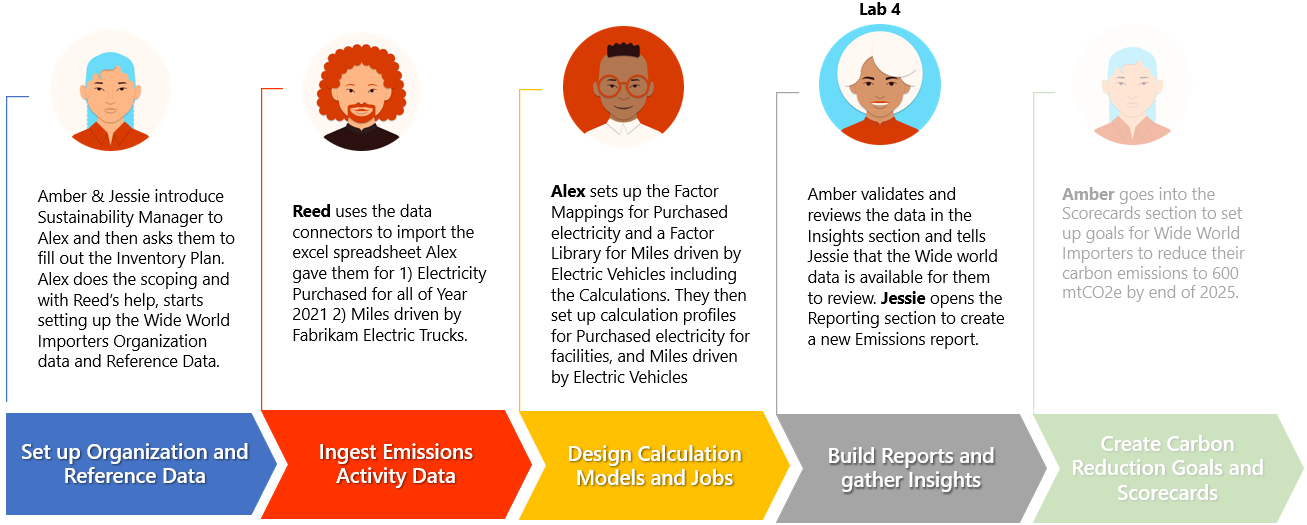 Lab 4
Amber & Jessie introduce
Sustainability Manager to
Alex and then asks them to
fill out the Inventory Plan.
Alex does the scoping and
with Reed’s help, starts
setting up the Wide World
Importers Organization
data and Reference Data.
Reed uses the data
connectors to import the
excel spreadsheet Alex
gave them for 1) Electricity
Purchased for all of Year
2021 2) Miles driven by
Fabrikam Electric Trucks.
Alex sets up the Factor
Mappings for Purchased
electricity and a Factor
Library for Miles driven by
Electric Vehicles including
the Calculations. They then
set up calculation profiles
for Purchased electricity for
facilities, and Miles driven
by Electric Vehicles
Amber validates and
reviews the data in the
Insights section and tells
Jessie that the Wide world
data is available for them
to review. Jessie opens the
Reporting section to create
a new Emissions report.
Amber goes into the
Scorecards section to set
up goals for Wide World
Importers to reduce their
carbon emissions to 600
mtCO2e by end of 2025.
Set up Organization and
Reference Data
Ingest Emissions
Activity Data
Design Calculation
Models and Jobs
Build Reports and
gather Insights
Create Carbon
Reduction Goals and
Scorecards